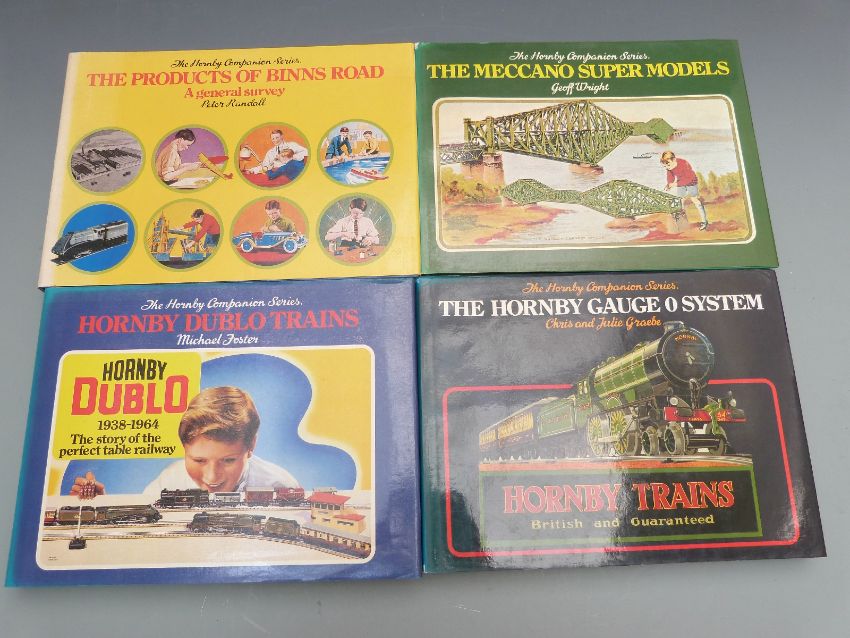 The Hornby Companion Series.
THE PRODUCTS OF BINNS ROAD
A general survey
Peter Randall
The Hornby Companion Series.
THE MECCANO SUPER MODELS
Geoff Wright
The Hornby Companion Series.
HORNBY DUBLO TRAINS
Michael Foster
HORNBY
DUBLO
1938-1964
The story of the
perfect table railway
The Hornby Companion Series.
THE HORNBY GAUGE 0 SYSTEM
Chris and Julie Graebe
HORNBY
HORNBY TRAINS
British and Guaranteed